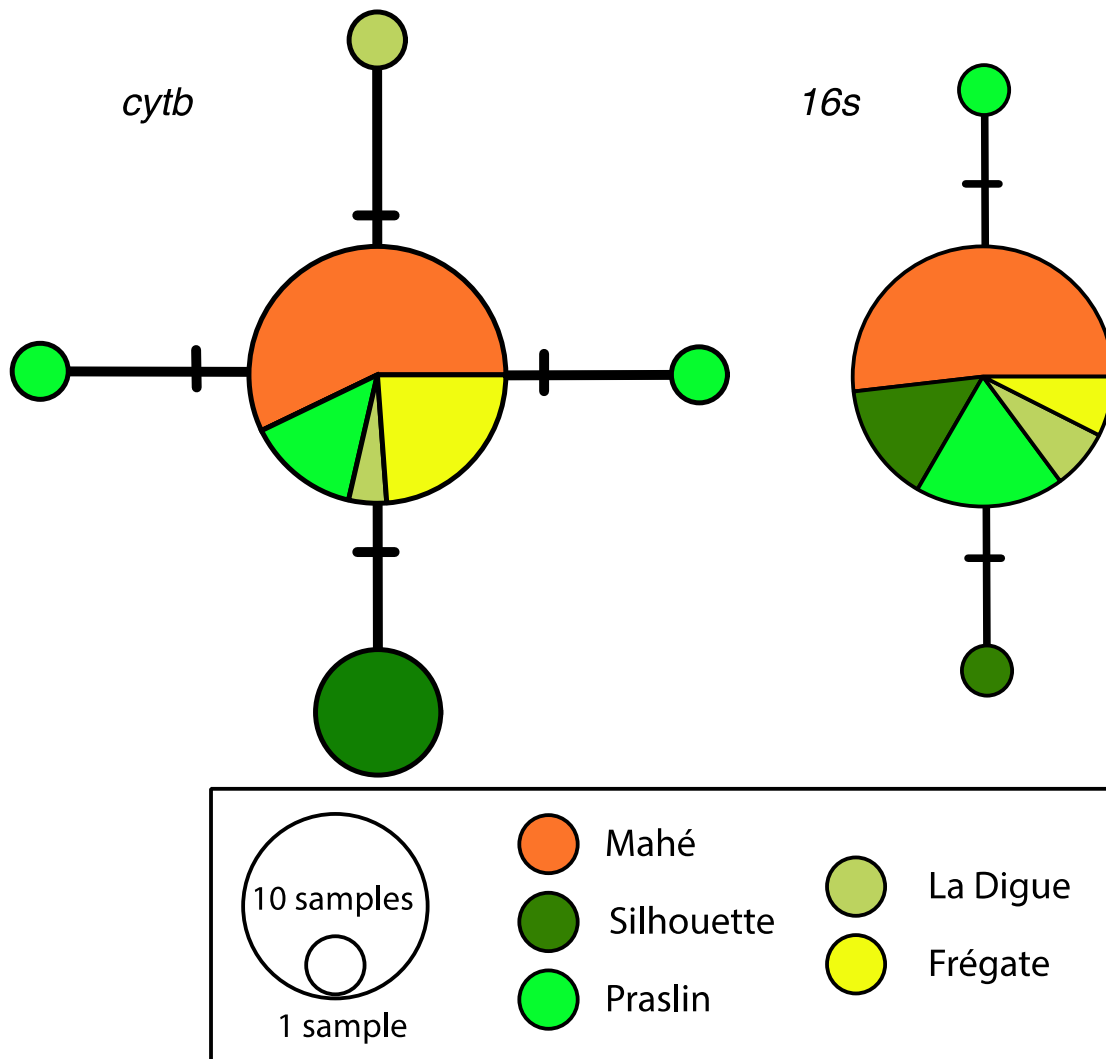 cytb
16s
10 samples
1 sample
Mahé
Silhouette
Praslin
La Digue
Frégate